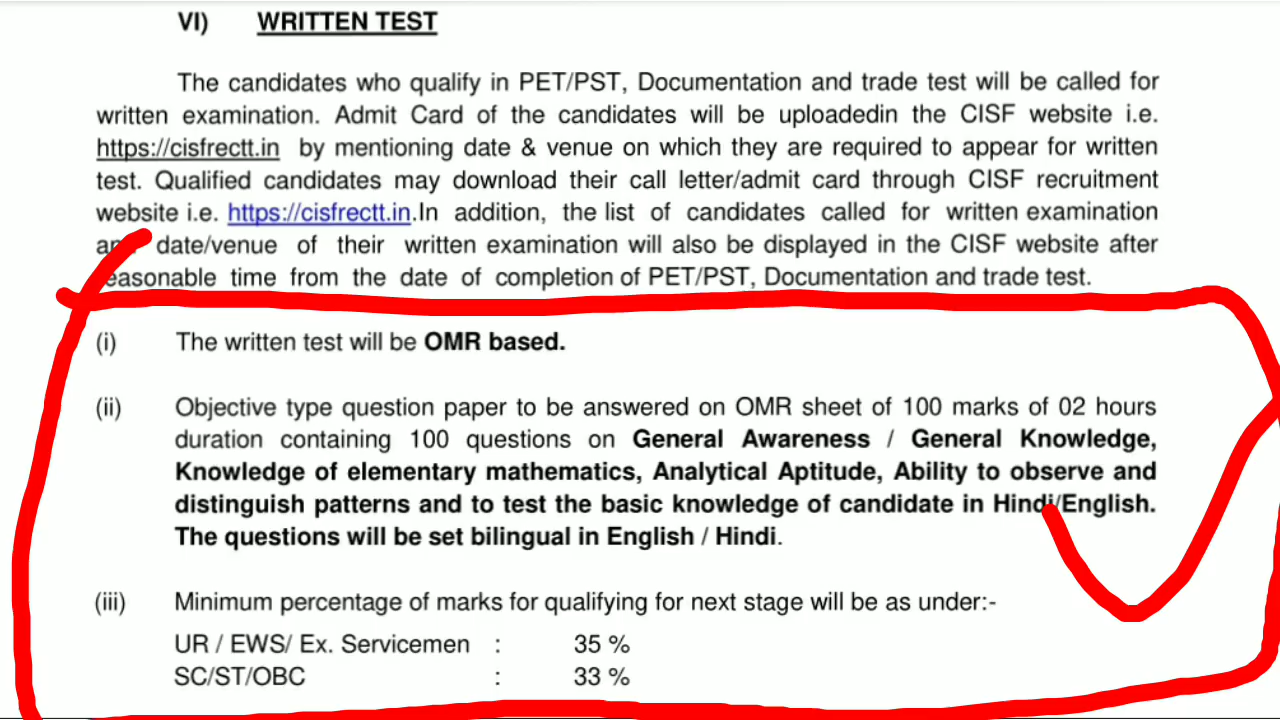 VI) WRITTEN TEST
The candidates who qualify in PET/PST, Documentation and trade test will be called for
written examination. Admit Card of the candidates will be uploadedin the CISF website i.e.
https://cisfrectt.in by mentioning date & venue on which they are required to appear for written
test. Qualified candidates may download their call letter/admit card through CISF recruitment
website i.e. https://cisfrectt.in.In addition, the list of candidates called for written examination
date/venue of their written examination will also be displayed in the CISF website after
reasonable time from the date of completion of PET/PST, Documentation and trade test.
(i) The written test will be OMR based.
(ii) Objective type question paper to be answered on OMR sheet of 100 marks of 02 hours
duration containing 100 questions on General Awareness / General Knowledge,
Knowledge of elementary mathematics, Analytical Aptitude, Ability to observe and
distinguish patterns and to test the basic knowledge of candidate in Hindi/English.
The questions will be set bilingual in English / Hindi.
(iii) Minimum percentage of marks for qualifying for next stage will be as under:-
UR / EWS/ Ex. Servicemen : 35 %
SC/ST/OBC : 33 %